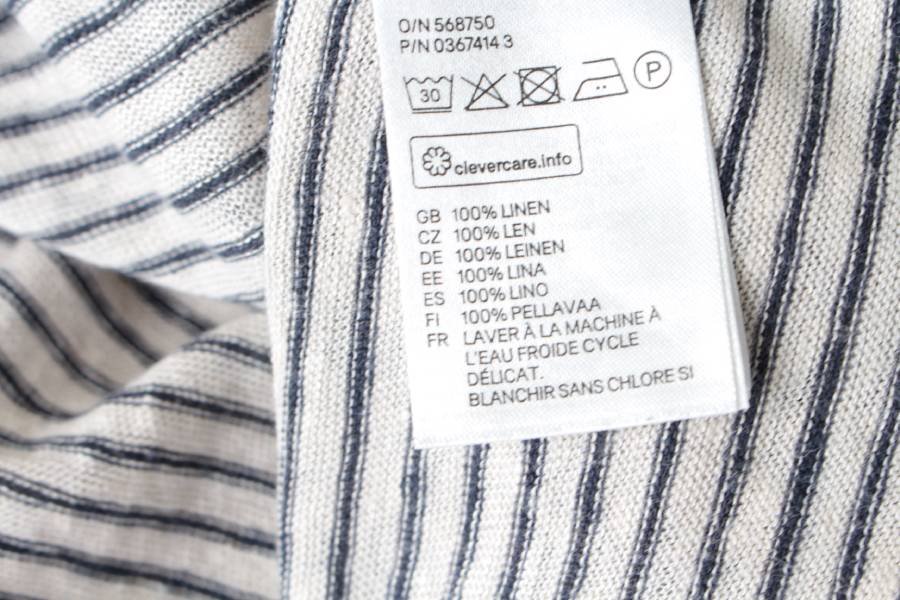 O/N 568750
P/N 0367414 3
30 P
clevercare.info
GB 100% LINEN
CZ 100% LEN
DE 100% LEINEN
EE 100% LINA
ES 100% LINO
FI 100% PELLAVAA
FR LAVER À LA MACHINE À
L'EAU FROIDE CYCLE
DÉLICAT.
BLANCHIR SANS CHLORE SI